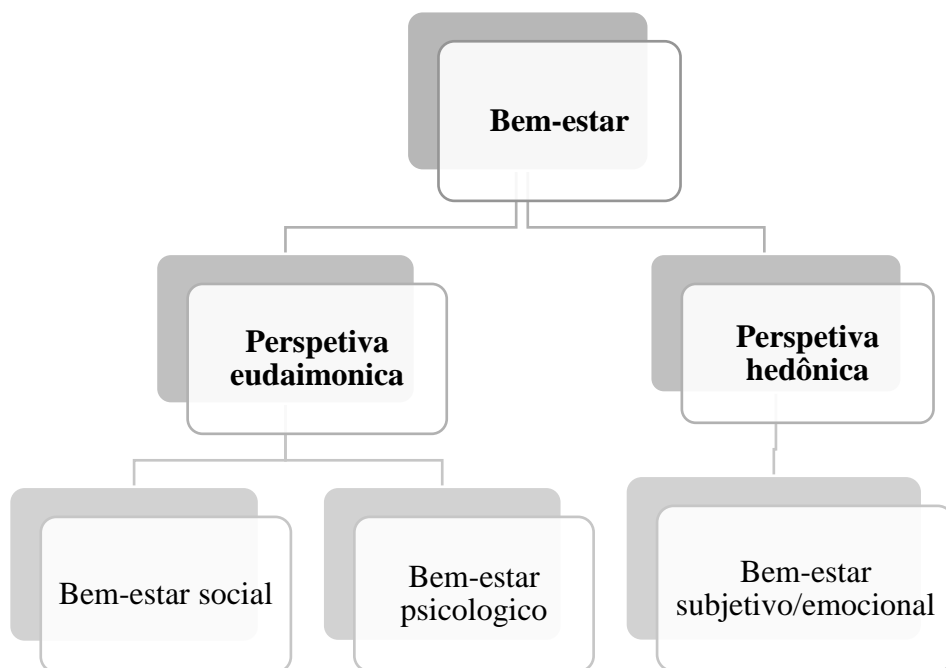 Bem-estar
Perspetiva
eudaimonica
Perspetiva
hedônica
Bem-estar social
Bem-estar
psicologico
Bem-estar
subjetivo/emocional